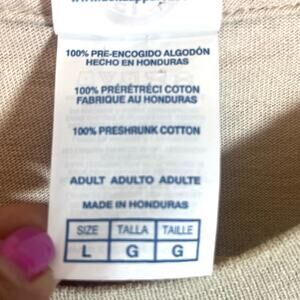 100% PRE-ENCOGIDO ALGODÓN
HECHO EN HONDURAS
100% PRÉRÉTRÉCI COTON
FABRIQUE AU HONDURAS
100% PRESHRUNK COTTON
ADULT ADULTO ADULTE
MADE IN HONDURAS
SIZE TALLA TAILLE
L G G